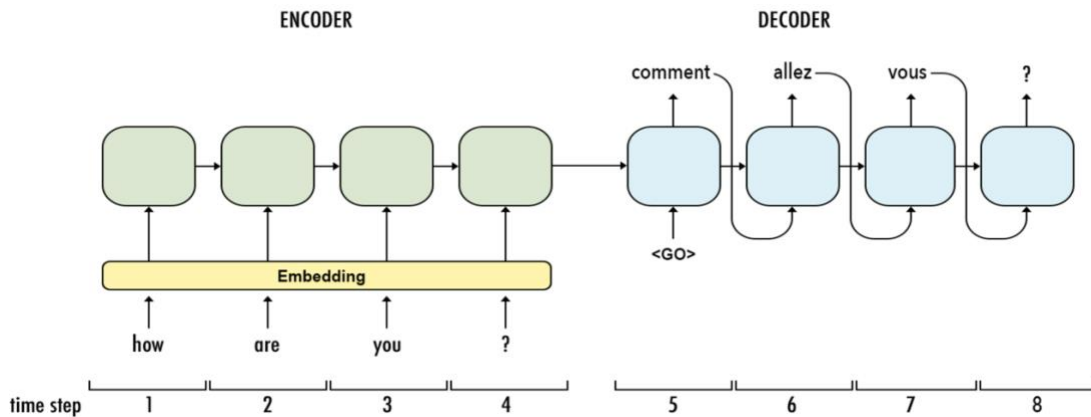 ENCODER DECODER
comment allez vous ?
<GO>
Embedding
how are you ?
time step 1 2 3 4 5 6 7 8